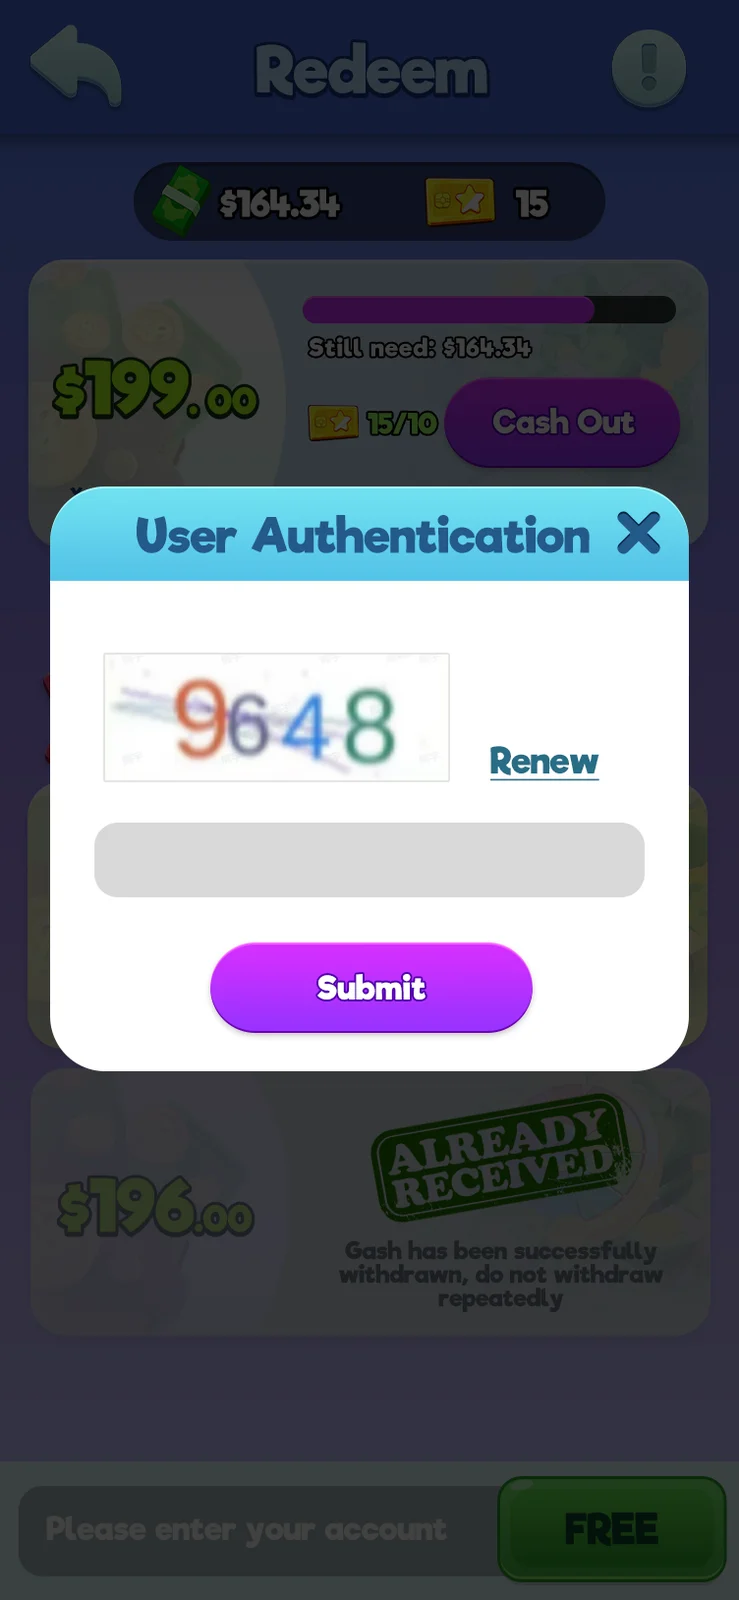 Redeem
$164.34 15
$199.00
Still need: $164.34
15/10 Cash Out
User Authentication
9648
Renew
Submit
$196.00
ALREADY
RECEIVED
Gash has been successfully
withdrawn, do not withdraw
repeatedly
Please enter your account FREE